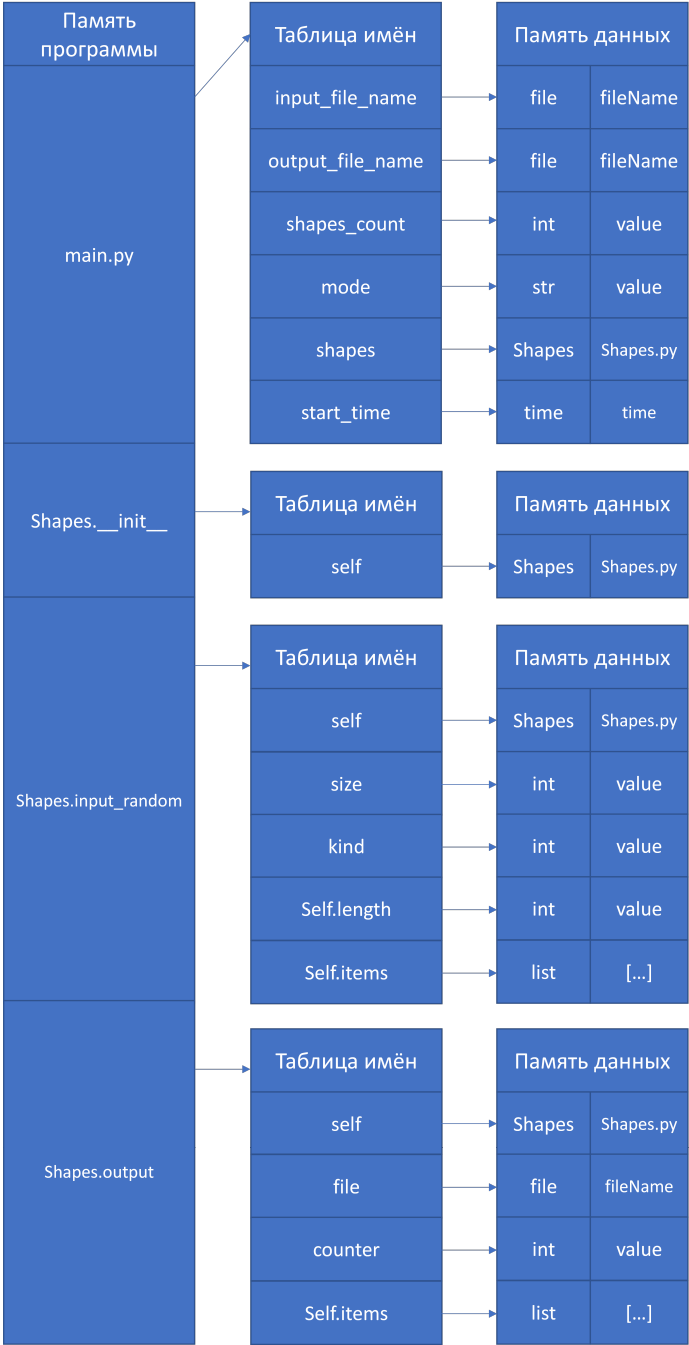 Память
программы
main.py
Shapes.__init__
Shapes.input_random
Shapes.output
Таблица имён
input_file_name
output_file_name
shapes_count
mode
shapes
start_time
Память данных
file fileName
file fileName
int value
str value
Shapes Shapes.py
time time
Таблица имён
self
Память данных
Shapes Shapes.py
Таблица имён
self
size
kind
Self.length
Self.items
Память данных
Shapes Shapes.py
int value
int value
int value
list [...]
Таблица имён
self
file
counter
Self.items
Память данных
Shapes Shapes.py
file fileName
int value
list [...]